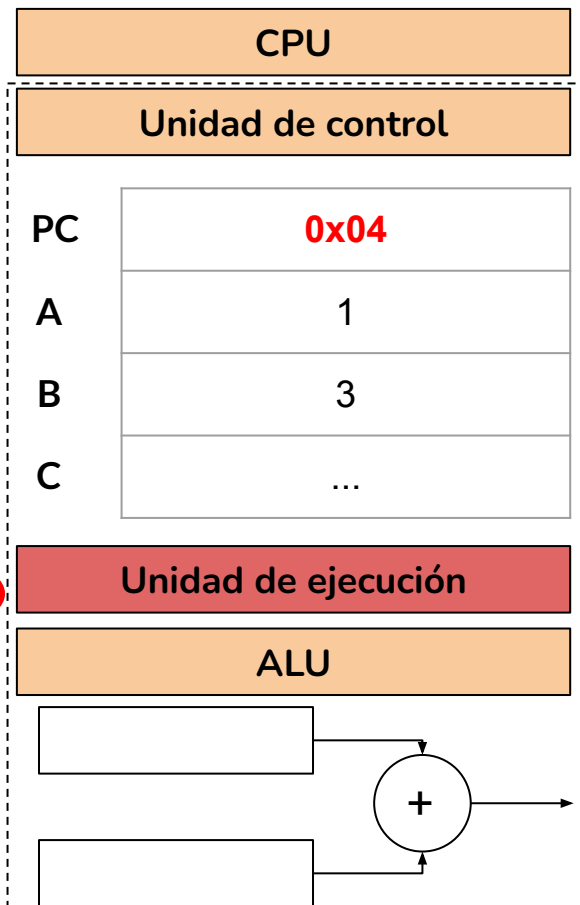 CPU
Unidad de control
PC 0x04
A 1
B 3
C ...
Unidad de ejecución
ALU
+